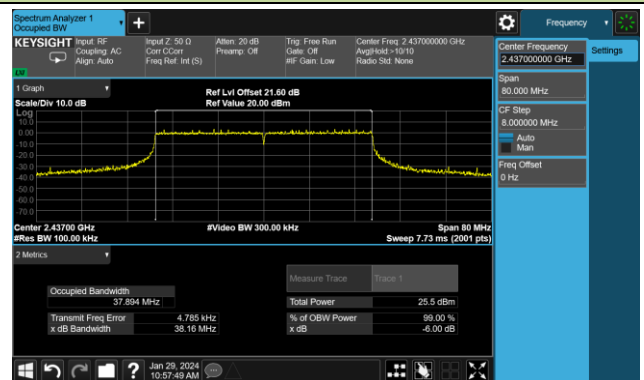 Spectrum Analyzer 1
Occupied BW
Frequency
KEYSIGHT
Input: RF
Coupling: AC
Align: Auto
Input Z: 50 Ω
Corr CCorr
Freq Ref: Int (S)
Atten: 20 dB
Preamp: Off
Trig: Free Run
Gate: Off
#IF Gain: Low
Center Freq: 2.437000000 GHz
Avg|Hold:>10/10
Radio Std: None
LU
Center Frequency
2.437000000 GHz
Settings
Span
80.000 MHz
CF Step
8.000000 MHz
Auto
Man
Freq Offset
0 Hz
1 Graph
Scale/Div 10.0 dB
Ref Lvl Offset 21.60 dB
Ref Value 20.00 dBm
Log
10.0
0.00
-10.0
-20.0
-30.0
-40.0
-50.0
-60.0
-70.0
Center 2.43700 GHz
#Video BW 300.00 kHz
Span 80 MHz
#Res BW 100.00 kHz
Sweep 7.73 ms (2001 pts)
2 Metrics
Measure Trace
Trace 1
Occupied Bandwidth
37.894 MHz
Total Power
25.5 dBm
Transmit Freq Error
4.785 kHz
% of OBW Power
99.00 %
x dB Bandwidth
38.16 MHz
x dB
-6.00 dB
?
Jan 29, 2024
10:57:49 AM